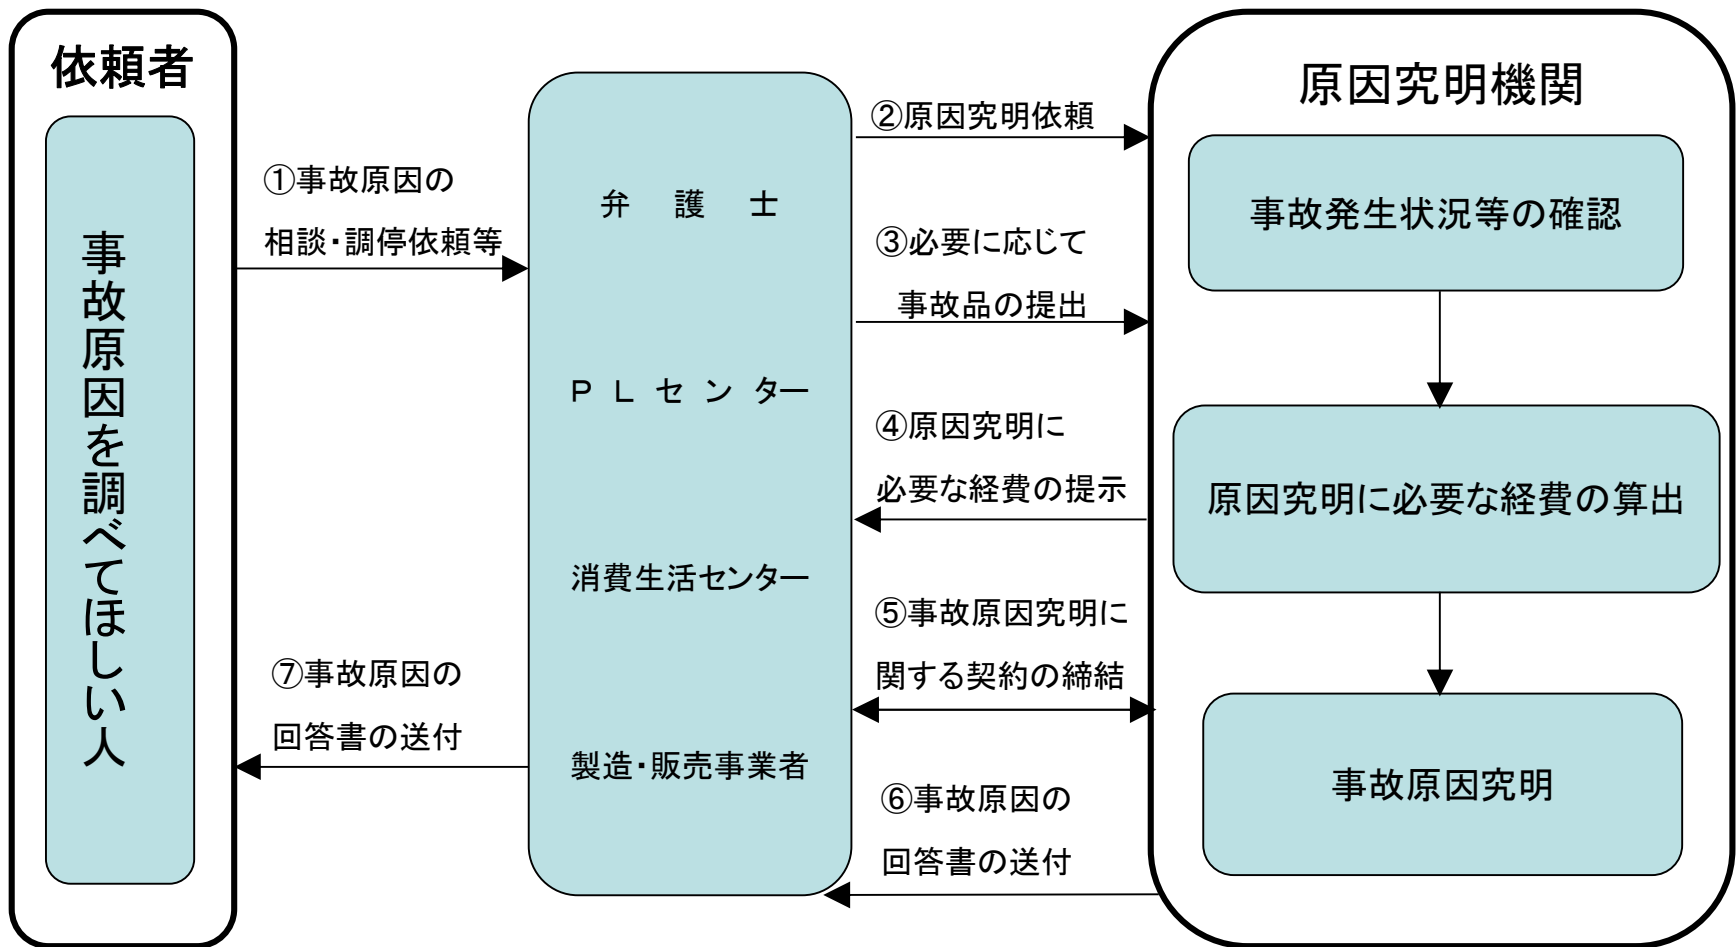 依頼者
事故原因を調べてほしい人
①事故原因の
相談・調停依頼等
⑦事故原因の
回答書の送付
弁　護　士
ＰＬセンター
消費生活センター
製造・販売事業者
②原因究明依頼
③必要に応じて
事故品の提出
④原因究明に
必要な経費の提示
⑤事故原因究明に
関する契約の締結
⑥事故原因の
回答書の送付
原因究明機関
事故発生状況等の確認
原因究明に必要な経費の算出
事故原因究明